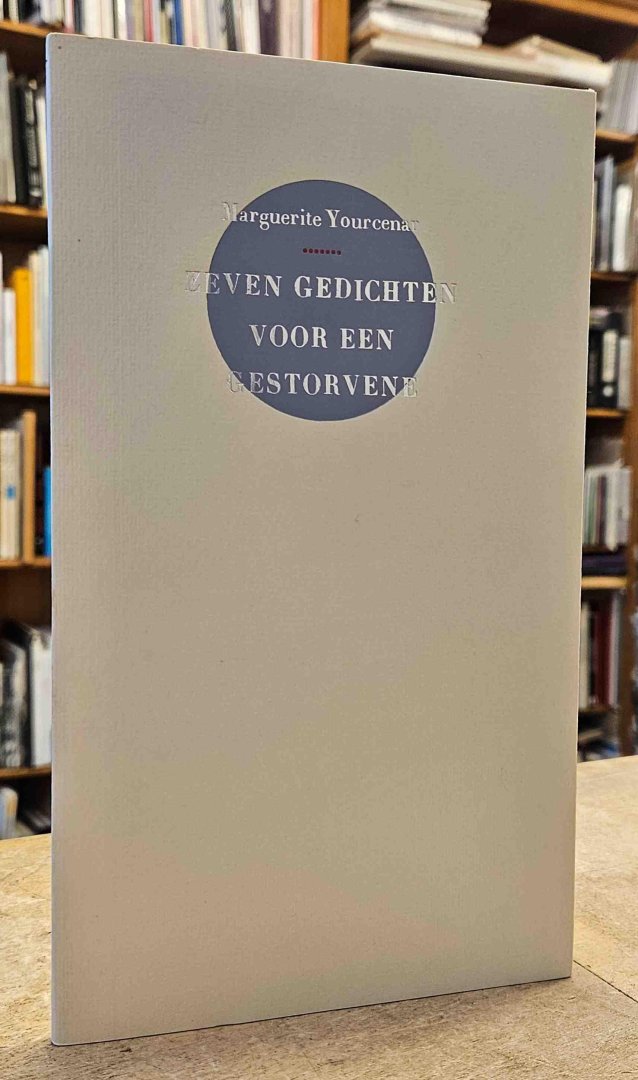 Marguerite Yourcenar
ZEVEN GEDICHTEN
VOOR EEN
GESTORVENE